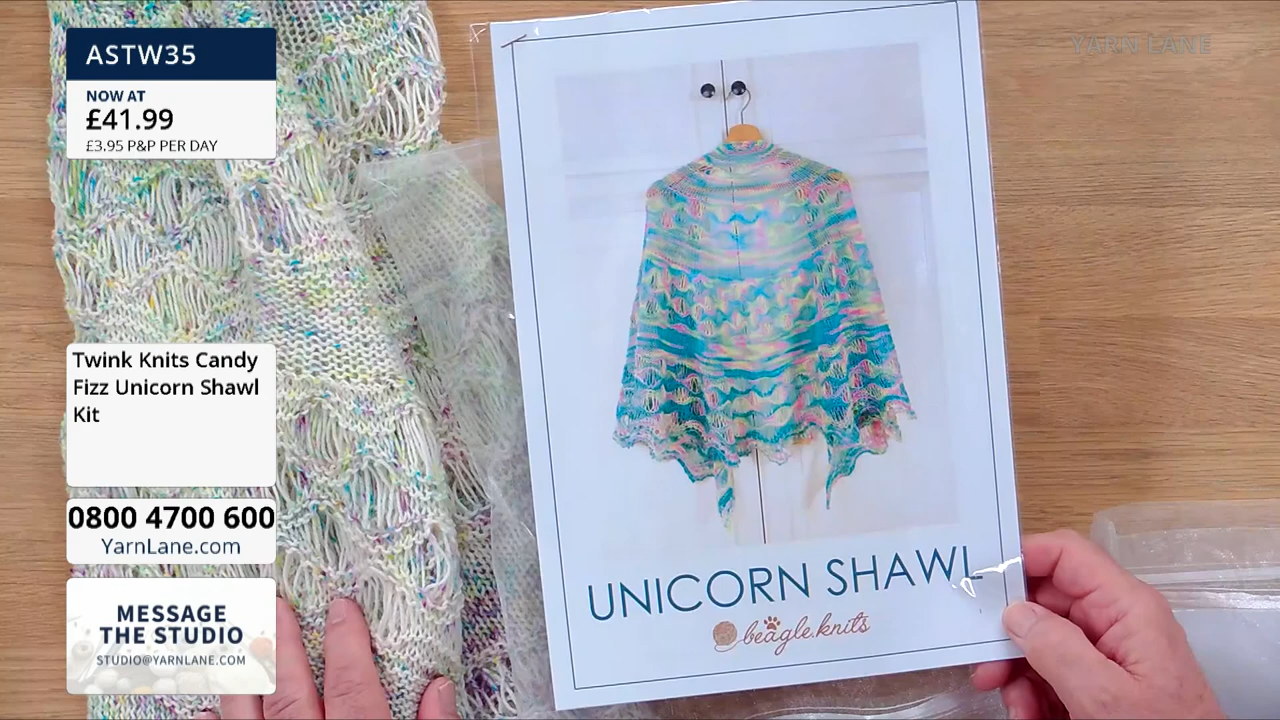 ASTW35
NOW AT
£41.99
£3.95 P&P PER DAY
Twink Knits Candy
Fizz Unicorn Shawl
Kit
0800 4700 600
YarnLane.com
MESSAGE
THE STUDIO
STUDIO@YARNLANE.COM
YARN LANE
UNICORN SHAWL
beagle.knits